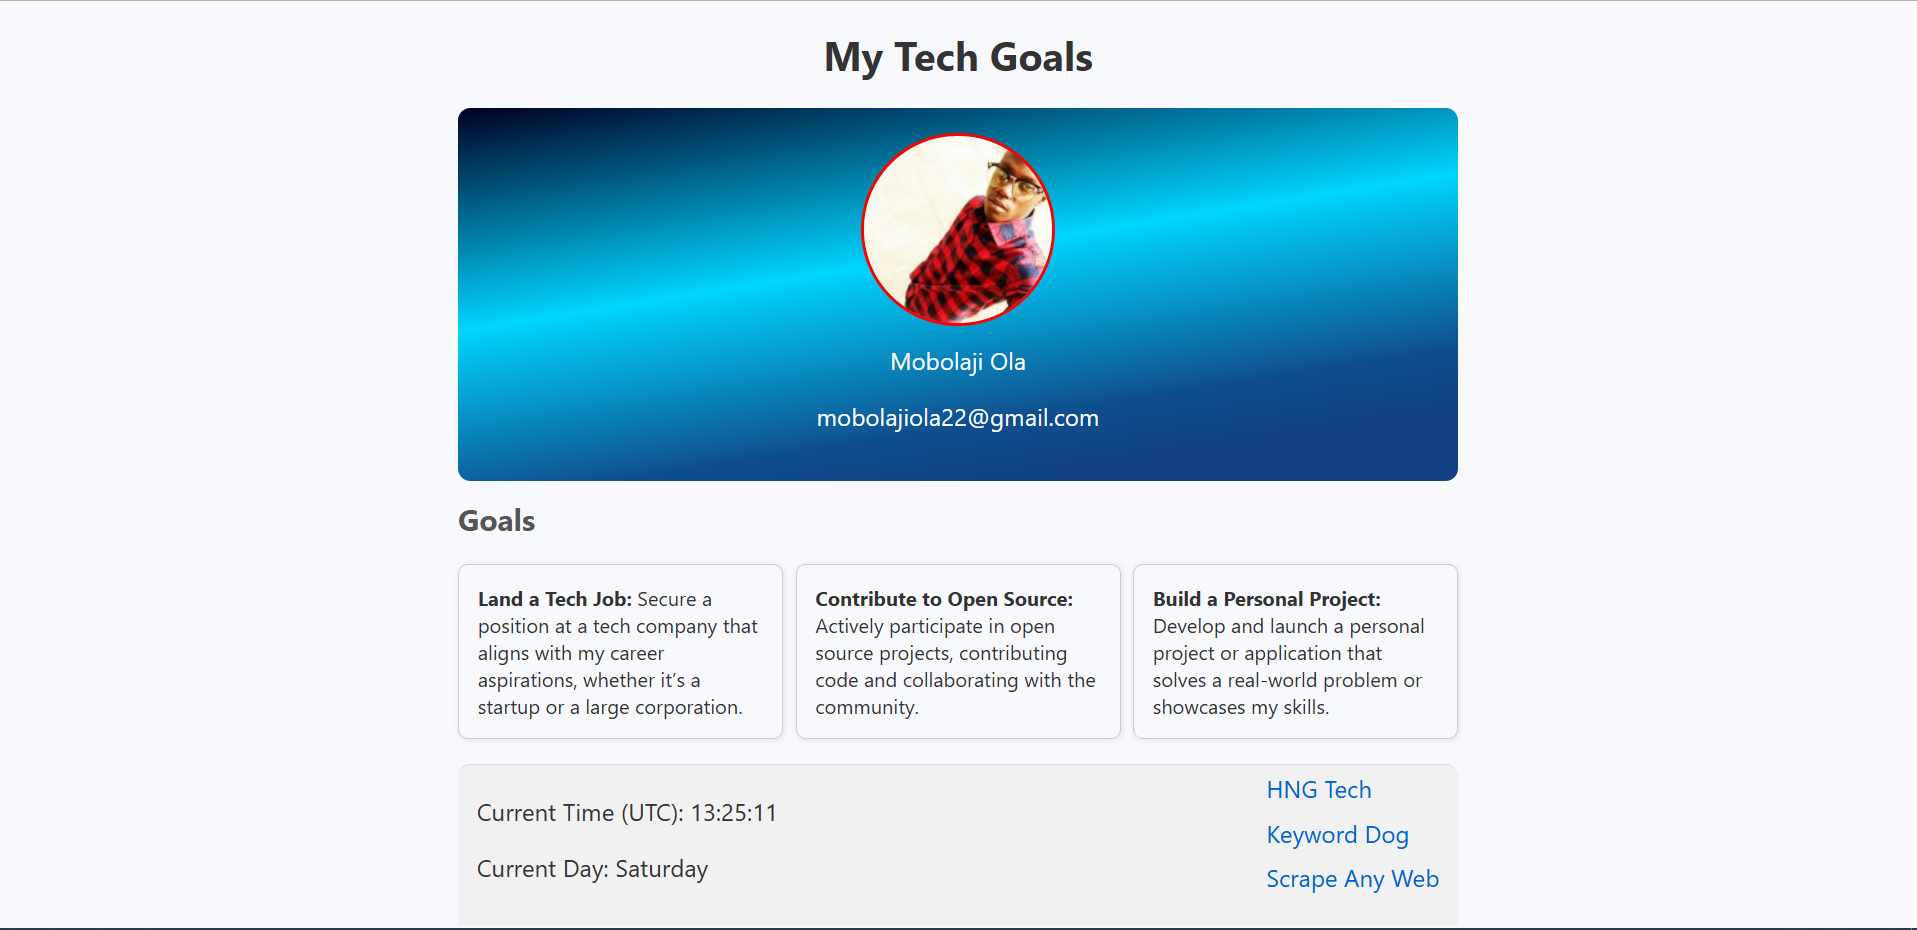 My Tech Goals
Mobolaji Ola
mobolajiola22@gmail.com
Goals
Land a Tech Job: Secure a
position at a tech company that
aligns with my career
aspirations, whether it’s a
startup or a large corporation.
Contribute to Open Source:
Actively participate in open
source projects, contributing
code and collaborating with the
community.
Build a Personal Project:
Develop and launch a personal
project or application that
solves a real-world problem or
showcases my skills.
Current Time (UTC): 13:25:11
Current Day: Saturday
HNG Tech
Keyword Dog
Scrape Any Web